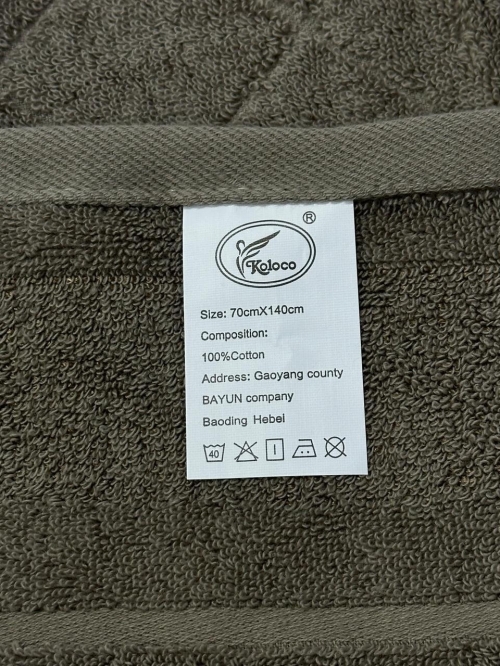 ®
Koloco
Size: 70cmX140cm
Composition:
100%Cotton
Address: Gaoyang county
BAYUN company
Baoding Hebei
40